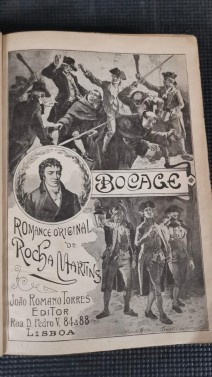 BOCAGE
ROMANCE ORIGINAL
DE
ROCHA MARTINS
JOÃO ROMANO TORRES
EDITOR
RUA D. PEDRO V. 84 A 88
LISBOA